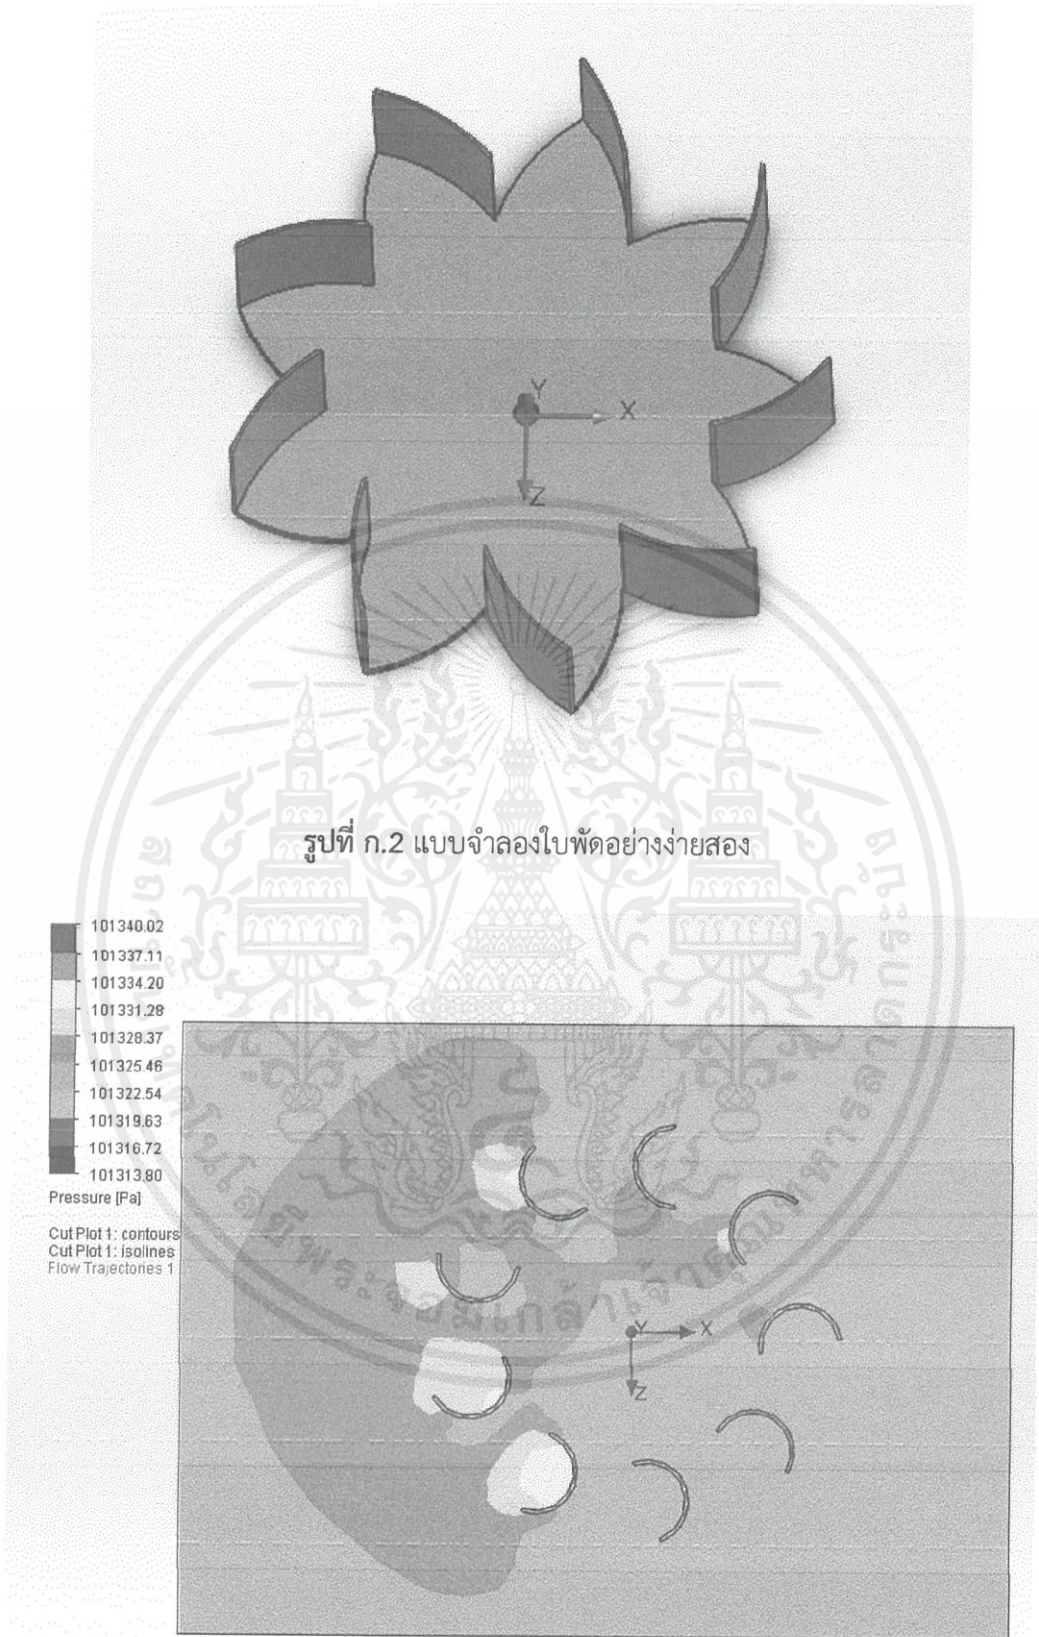 Y
X
Z
รูปที่ ก.2 แบบจำลองใบพัดอย่างง่ายสอง
101340.02
101337.11
101334.20
101331.28
101328.37
101325.46
101322.54
101319.63
101316.72
101313.80
Pressure [Pa]
Cut Plot 1: contours
Cut Plot 1: isolines
Flow Trajectories 1
Y
X
Z